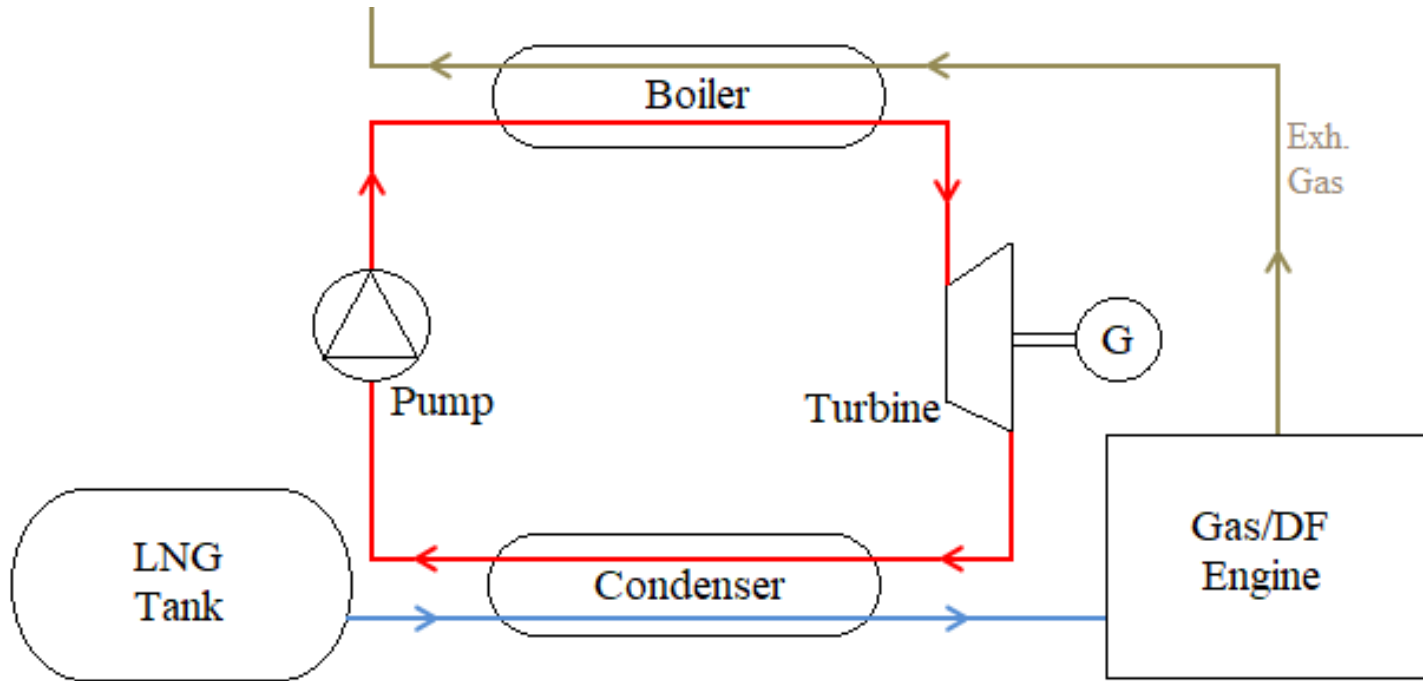 Boiler
Exh.
Gas
G
Pump
Turbine
LNG
Tank
Condenser
Gas/DF
Engine